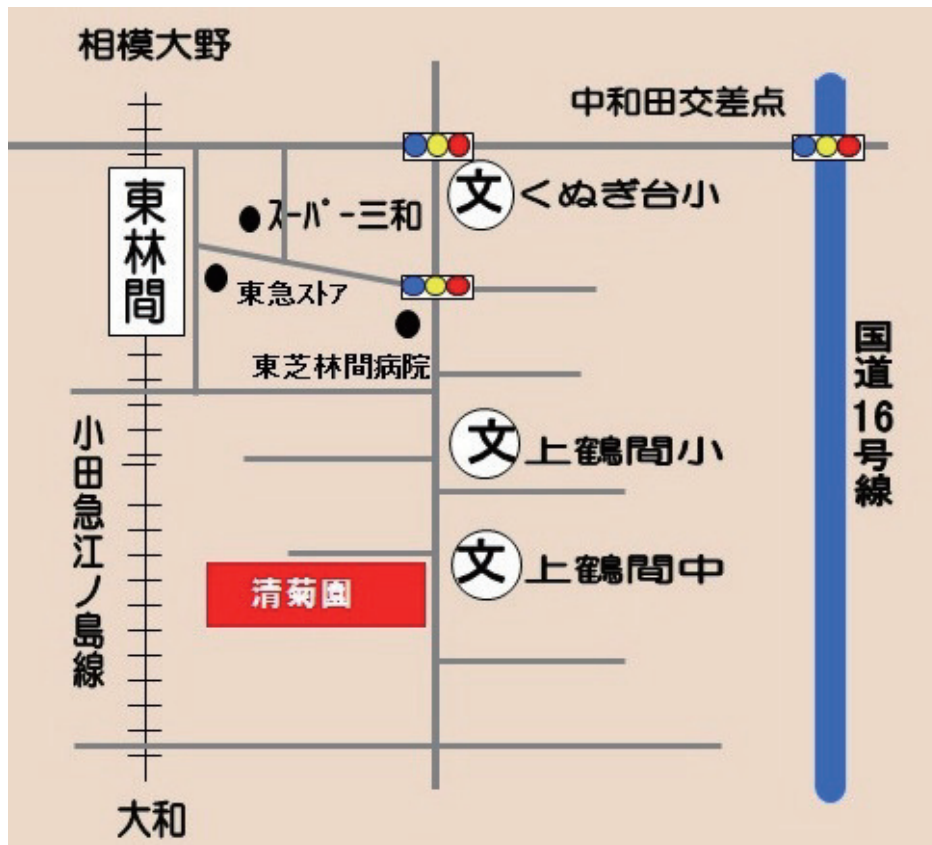 相模大野
中和田交差点
東林間
スーパー三和
文
くぬぎ台小
東急ストア
東芝林間病院
国道16号線
小田急江ノ島線
文
上鶴間小
文
上鶴間中
清菊園
大和